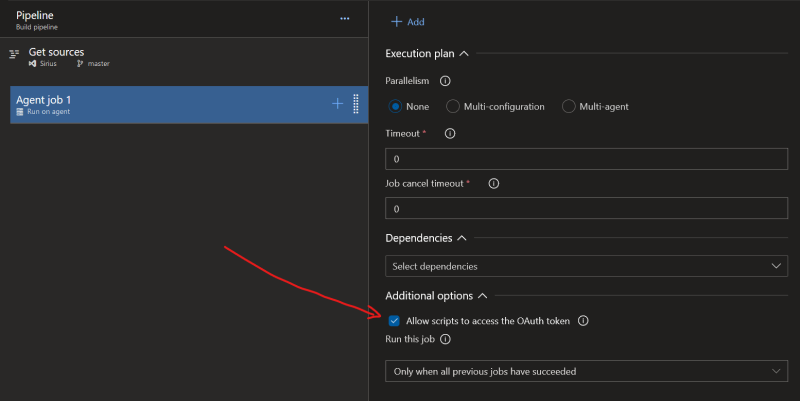 Pipeline
Build pipeline
...
Get sources
Sirius master
Agent job 1
Run on agent
+ Add
Execution plan
Parallelism
None Multi-configuration Multi-agent
Timeout *
0
Job cancel timeout *
0
Dependencies
Select dependencies
Additional options
Allow scripts to access the OAuth token
Run this job
Only when all previous jobs have succeeded